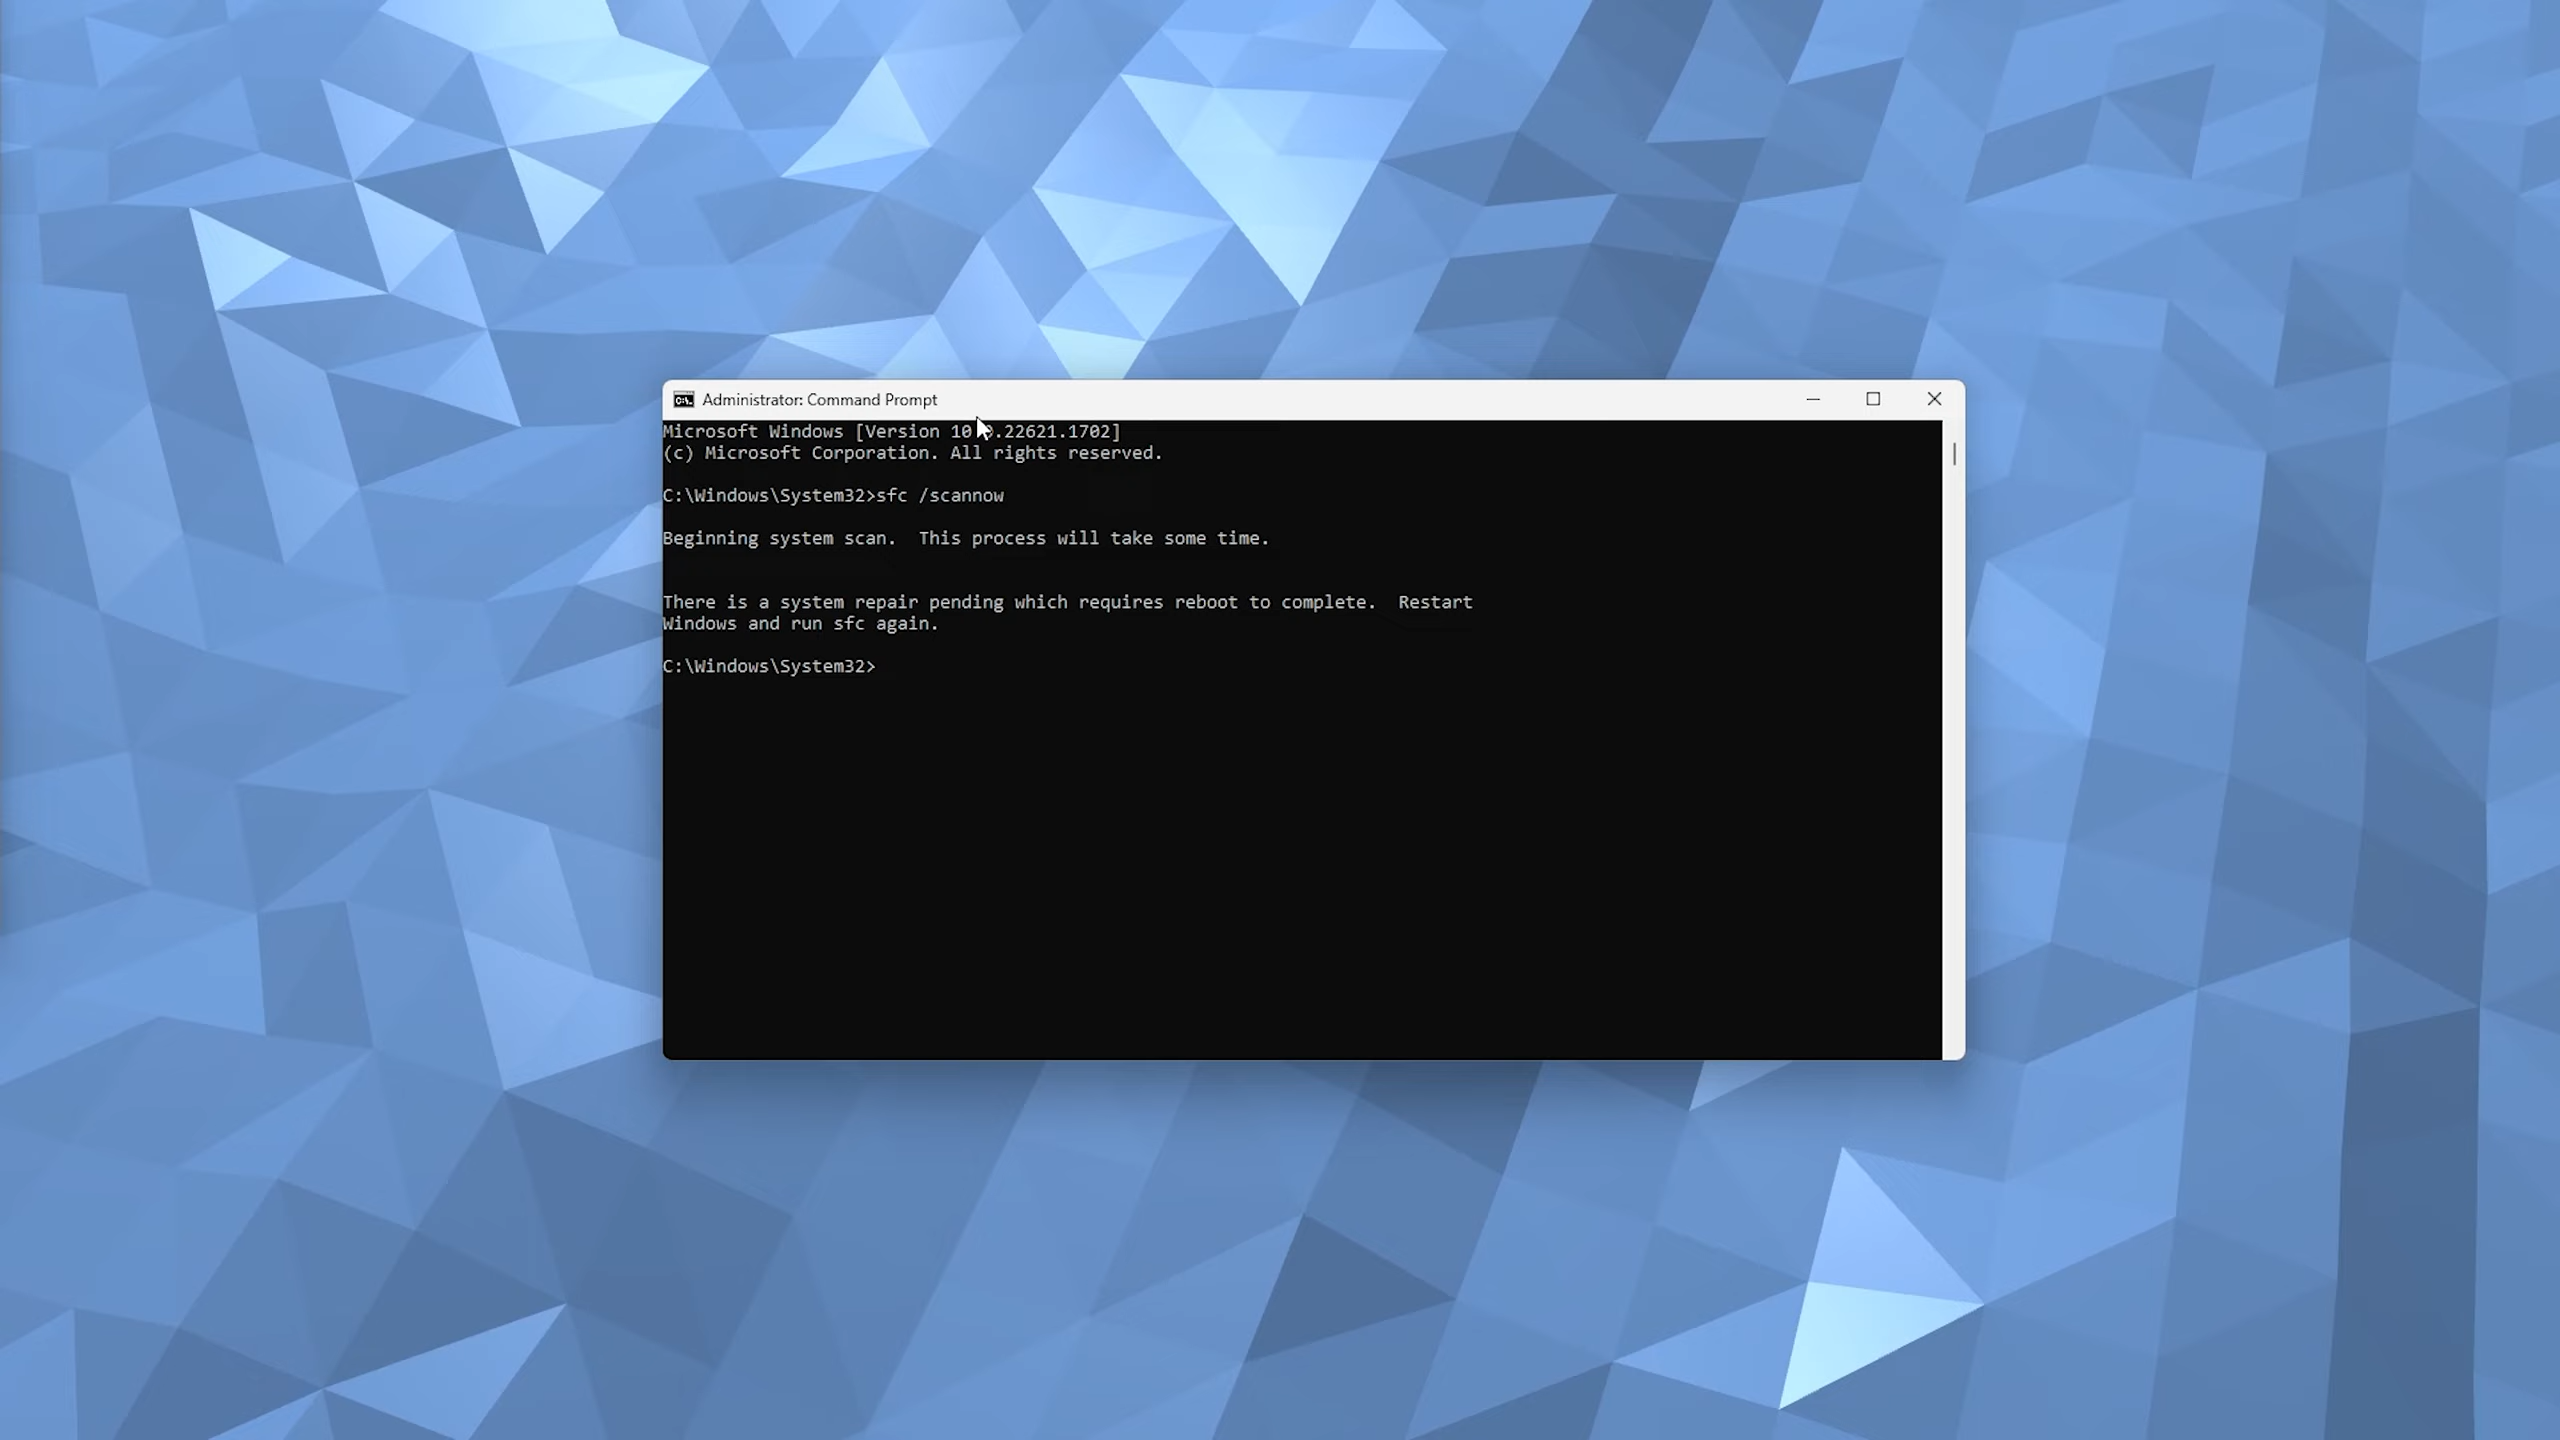 Administrator: Command Prompt
Microsoft Windows [Version 10.0.22621.1702]
(c) Microsoft Corporation. All rights reserved.
C:\Windows\System32>sfc /scannow
Beginning system scan.  This process will take some time.
There is a system repair pending which requires reboot to complete.  Restart
Windows and run sfc again.
C:\Windows\System32>